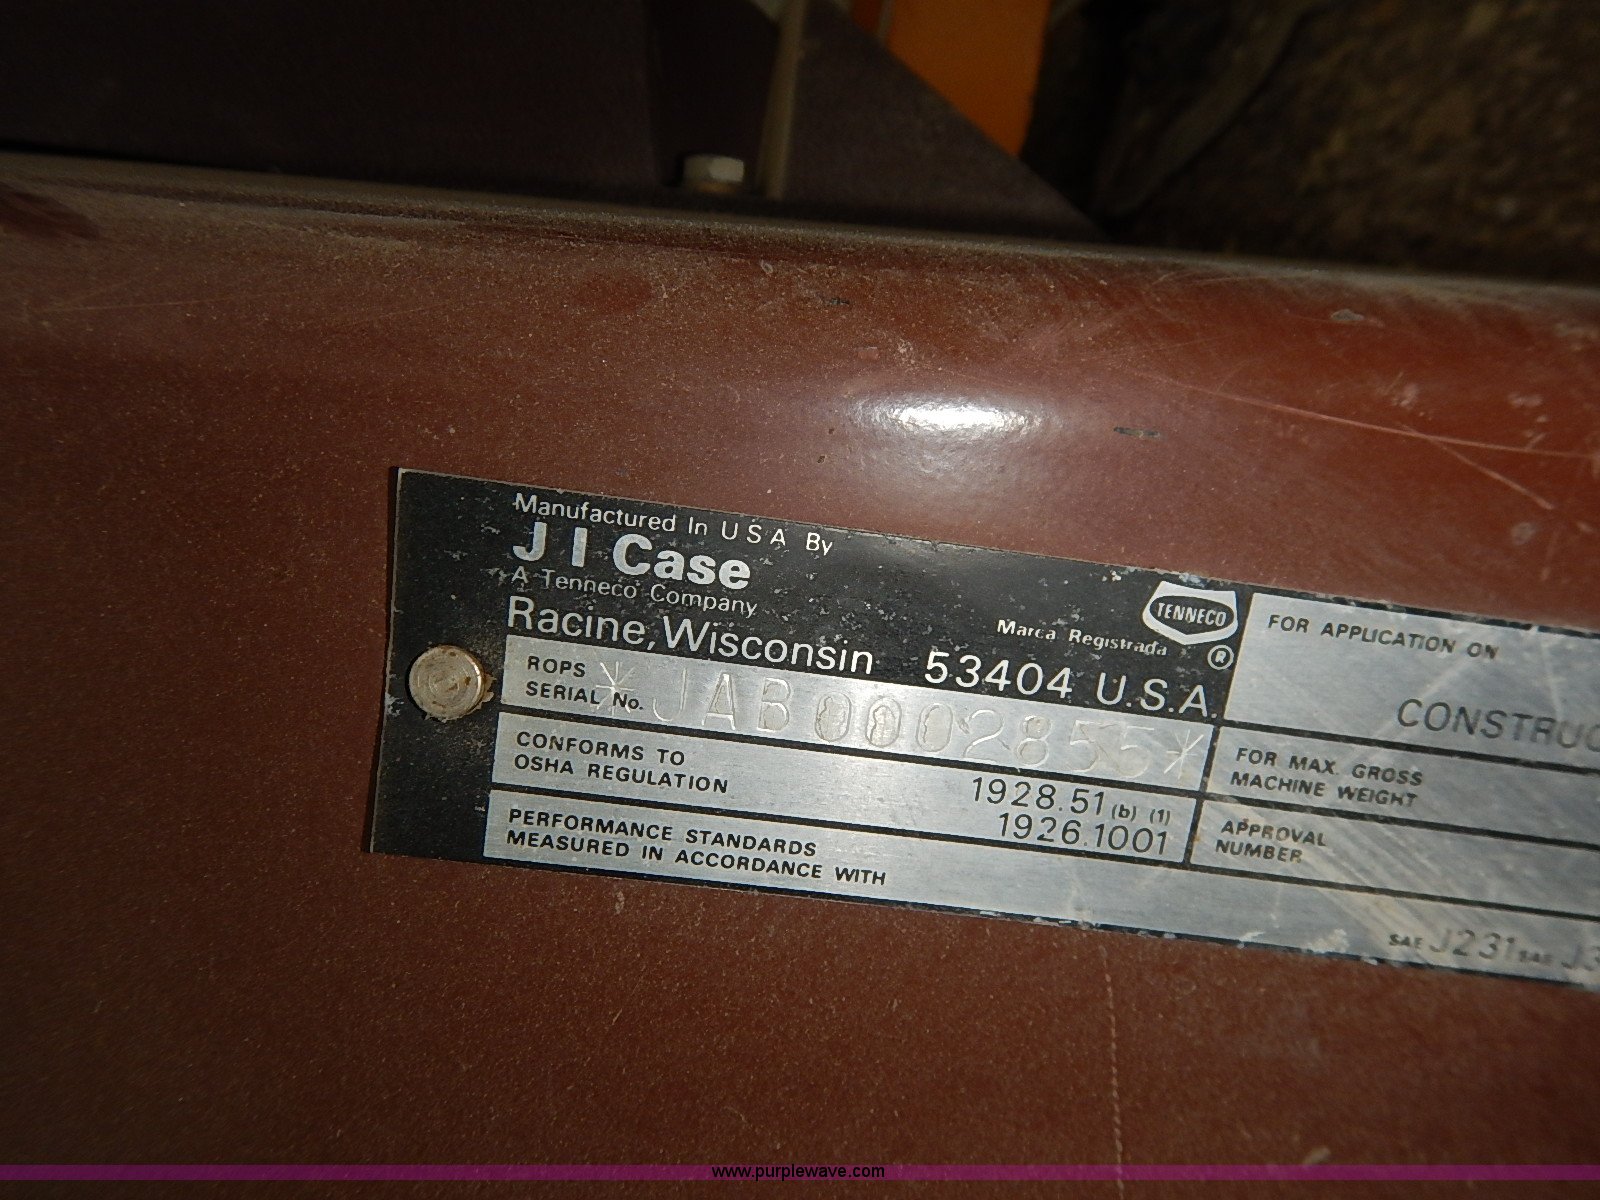 Manufactured In U S A By
J I Case
A Tenneco Company
Racine, Wisconsin 53404 U.S.A.
Marca Registrada
TENNECO
®
ROPS
SERIAL No. *JAB0002855*
CONFORMS TO
OSHA REGULATION
1928.51 (b) (1)
1926.1001
PERFORMANCE STANDARDS
MEASURED IN ACCORDANCE WITH
FOR APPLICATION ON
CONSTRUC
FOR MAX. GROSS
MACHINE WEIGHT
APPROVAL
NUMBER
SAE J231 SAE J3
www.purplewave.com